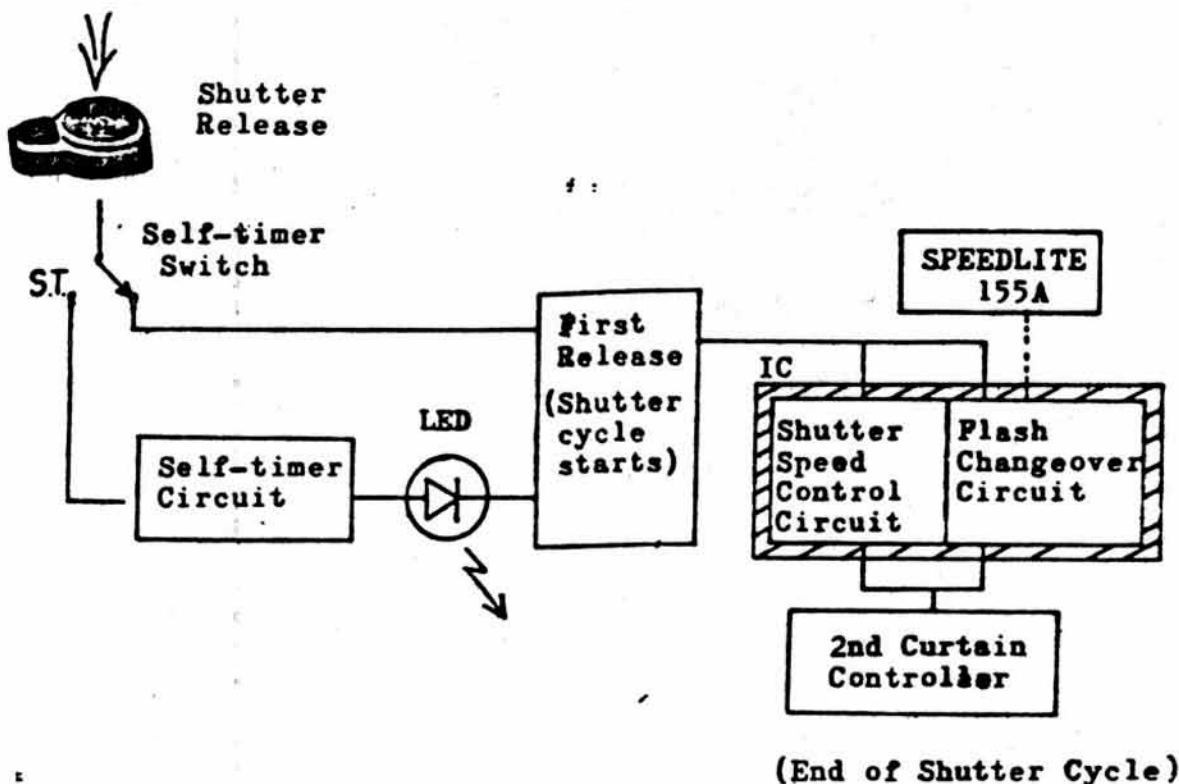 Shutter
Release
Self-timer
Switch
S.T.
SPEEDLITE
155A
First
Release
(Shutter
cycle
starts)
IC
LED
Self-timer
Circuit
Shutter
Speed
Control
Circuit
Flash
Changeover
Circuit
2nd Curtain
Controller
(End of Shutter Cycle)